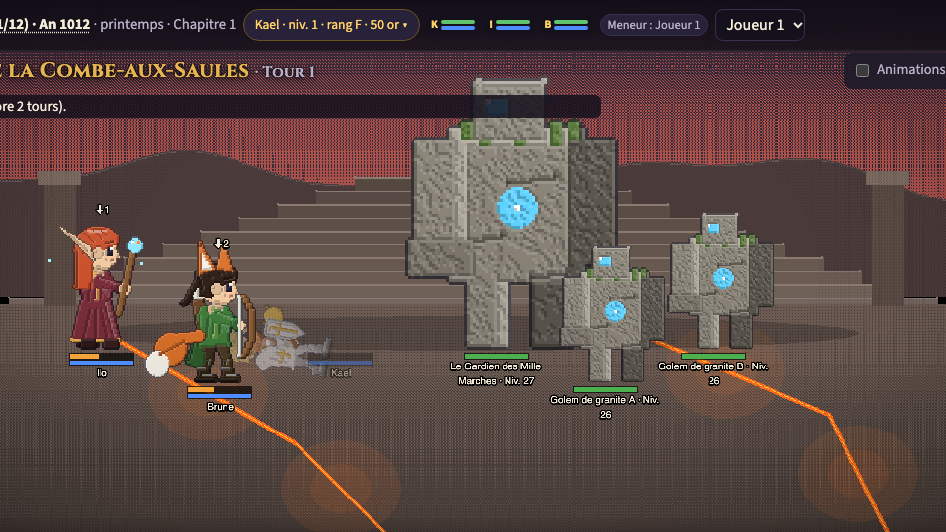 1/12) · An 1012 · printemps · Chapitre 1
Kael · niv. 1 · rang F · 50 or ▾
K
I
B
Meneur : Joueur 1
Joueur 1
E LA COMBE-AUX-SAULES · TOUR 1
Animations
ore 2 tours).
↓1
↓2
Ilo
Brune
Kael
Le Gardien des Mille
Marches · Niv. 27
Golem de granite A · Niv.
26
Golem de granite B · Niv.
26